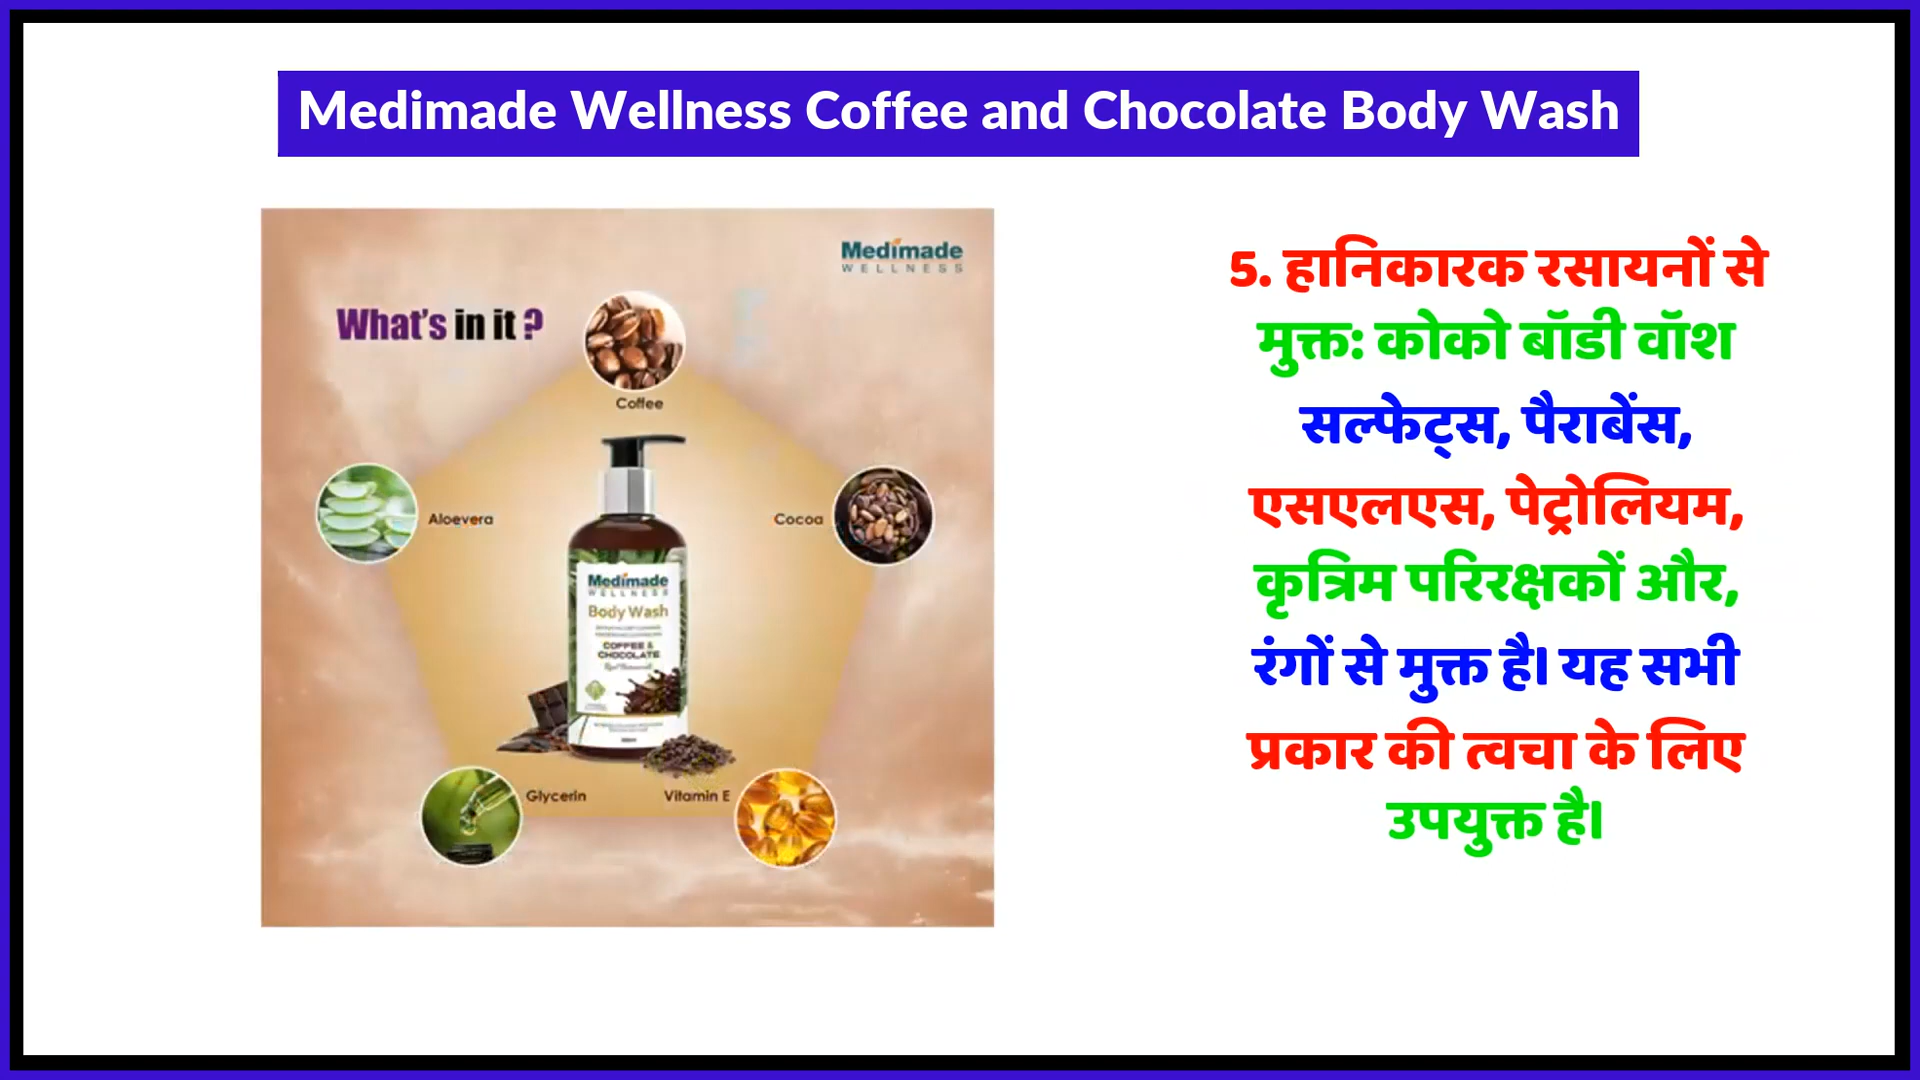 Medimade Wellness Coffee and Chocolate Body Wash
Medimade
WELLNESS
What's in it ?
Coffee
Aloevera
Cocoa
Medimade
WELLNESS
Body Wash
COFFEE &
CHOCOLATE
Glycerin
Vitamin E
5. हानिकारक रसायनों से
मुक्त: कोको बॉडी वॉश
सल्फेट्स, पैराबेंस,
एसएलएस, पेट्रोलियम,
कृत्रिम परिरक्षकों और,
रंगों से मुक्त है। यह सभी
प्रकार की त्वचा के लिए
उपयुक्त है।